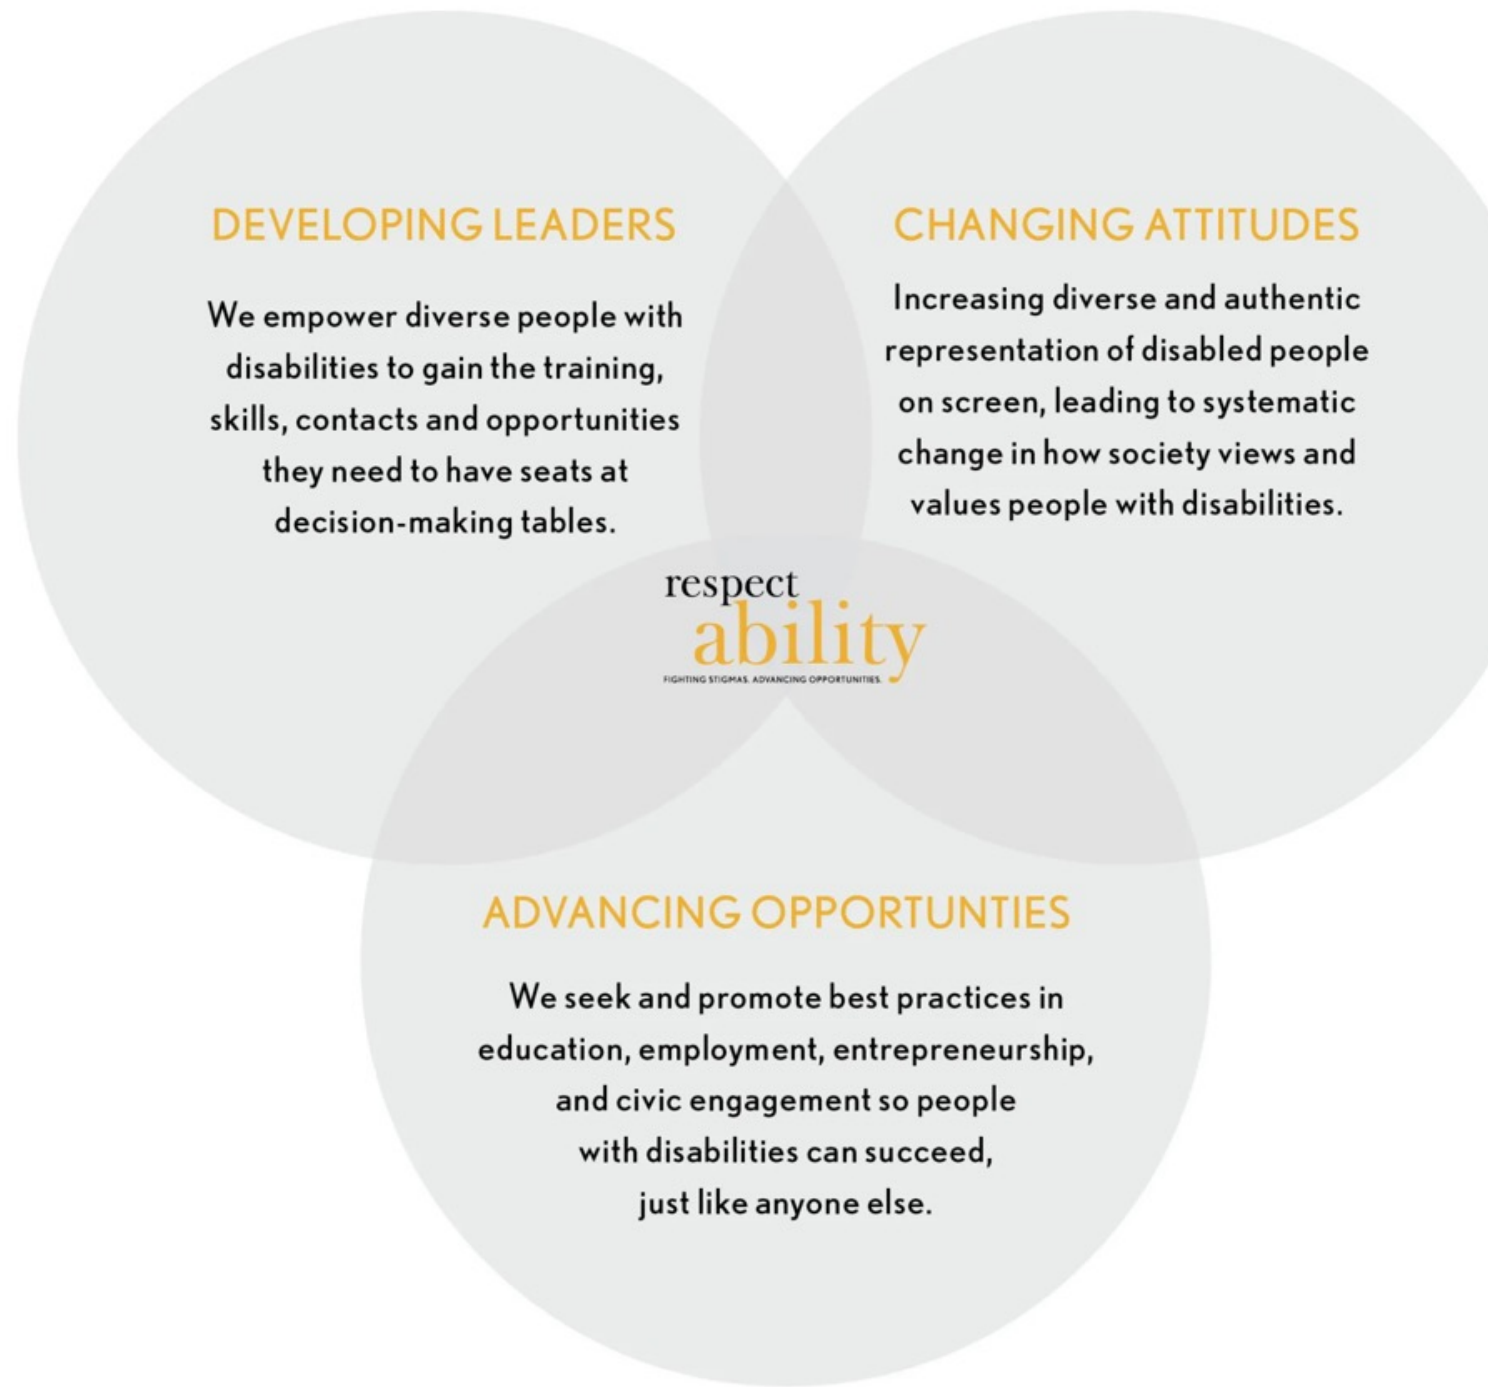 DEVELOPING LEADERS
We empower diverse people with
disabilities to gain the training,
skills, contacts and opportunities
they need to have seats at
decision-making tables.
CHANGING ATTITUDES
Increasing diverse and authentic
representation of disabled people
on screen, leading to systematic
change in how society views and
values people with disabilities.
respect
ability
FIGHTING STIGMAS. ADVANCING OPPORTUNITIES.
ADVANCING OPPORTUNTIES
We seek and promote best practices in
education, employment, entrepreneurship,
and civic engagement so people
with disabilities can succeed,
just like anyone else.